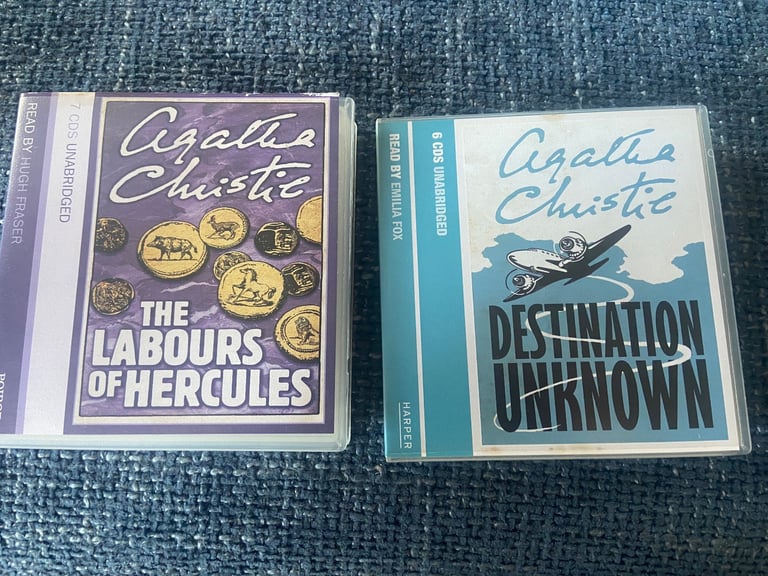 READ BY HUGH FRASER
7 CDS UNABRIDGED
Agatha
Christie
THE
LABOURS
OF HERCULES
READ BY EMILIA FOX
6 CDS UNABRIDGED
HARPER
Agatha
Christie
DESTINATION
UNKNOWN